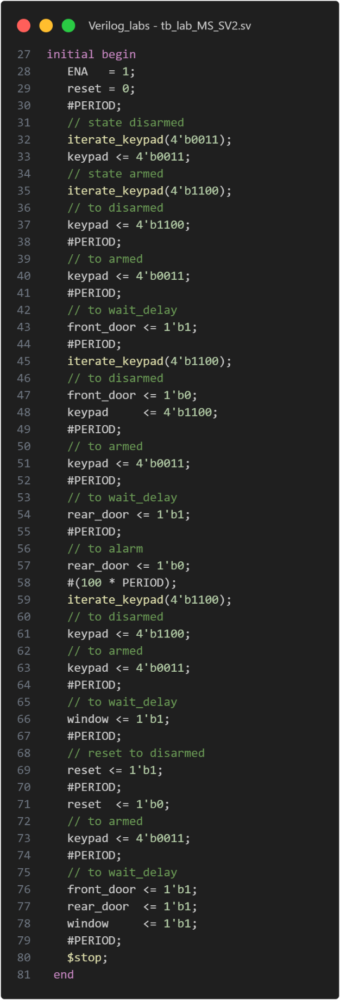 Verilog_labs - tb_lab_MS_SV2.sv
27 initial begin
28 ENA   = 1;
29 reset = 0;
30 #PERIOD;
31 // state disarmed
32 iterate_keypad(4'b0011);
33 keypad <= 4'b0011;
34 // state armed
35 iterate_keypad(4'b1100);
36 // to disarmed
37 keypad <= 4'b1100;
38 #PERIOD;
39 // to armed
40 keypad <= 4'b0011;
41 #PERIOD;
42 // to wait_delay
43 front_door <= 1'b1;
44 #PERIOD;
45 iterate_keypad(4'b1100);
46 // to disarmed
47 front_door <= 1'b0;
48 keypad     <= 4'b1100;
49 #PERIOD;
50 // to armed
51 keypad <= 4'b0011;
52 #PERIOD;
53 // to wait_delay
54 rear_door <= 1'b1;
55 #PERIOD;
56 // to alarm
57 rear_door <= 1'b0;
58 #(100 * PERIOD);
59 iterate_keypad(4'b1100);
60 // to disarmed
61 keypad <= 4'b1100;
62 // to armed
63 keypad <= 4'b0011;
64 #PERIOD;
65 // to wait_delay
66 window <= 1'b1;
67 #PERIOD;
68 // reset to disarmed
69 reset <= 1'b1;
70 #PERIOD;
71 reset  <= 1'b0;
72 // to armed
73 keypad <= 4'b0011;
74 #PERIOD;
75 // to wait_delay
76 front_door <= 1'b1;
77 rear_door  <= 1'b1;
78 window     <= 1'b1;
79 #PERIOD;
80 $stop;
81 end